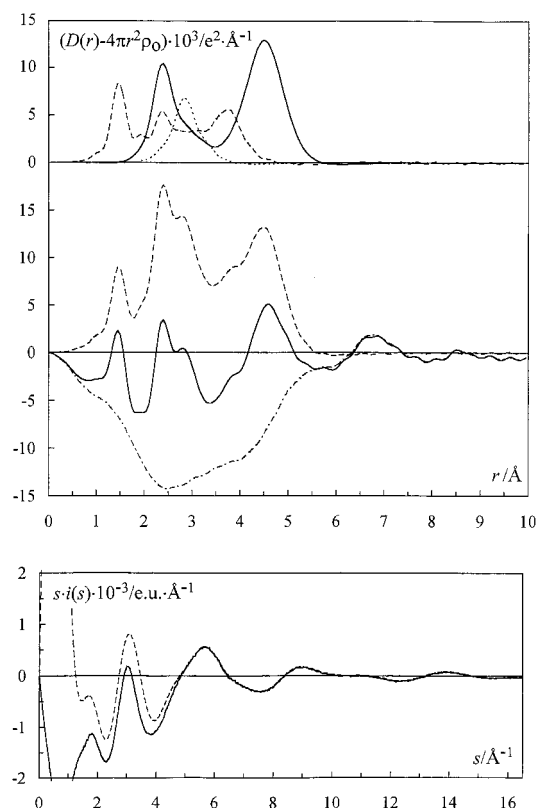 (D(r)-4πr²ρₒ)·10³/e²·Å⁻¹
15
10
5
0
15
10
5
0
-5
-10
-15
r/Å
0 1 2 3 4 5 6 7 8 9 10
s·i(s)·10⁻³/e.u.·Å⁻¹
2
1
0
-1
-2
s/Å⁻¹
0 2 4 6 8 10 12 14 16